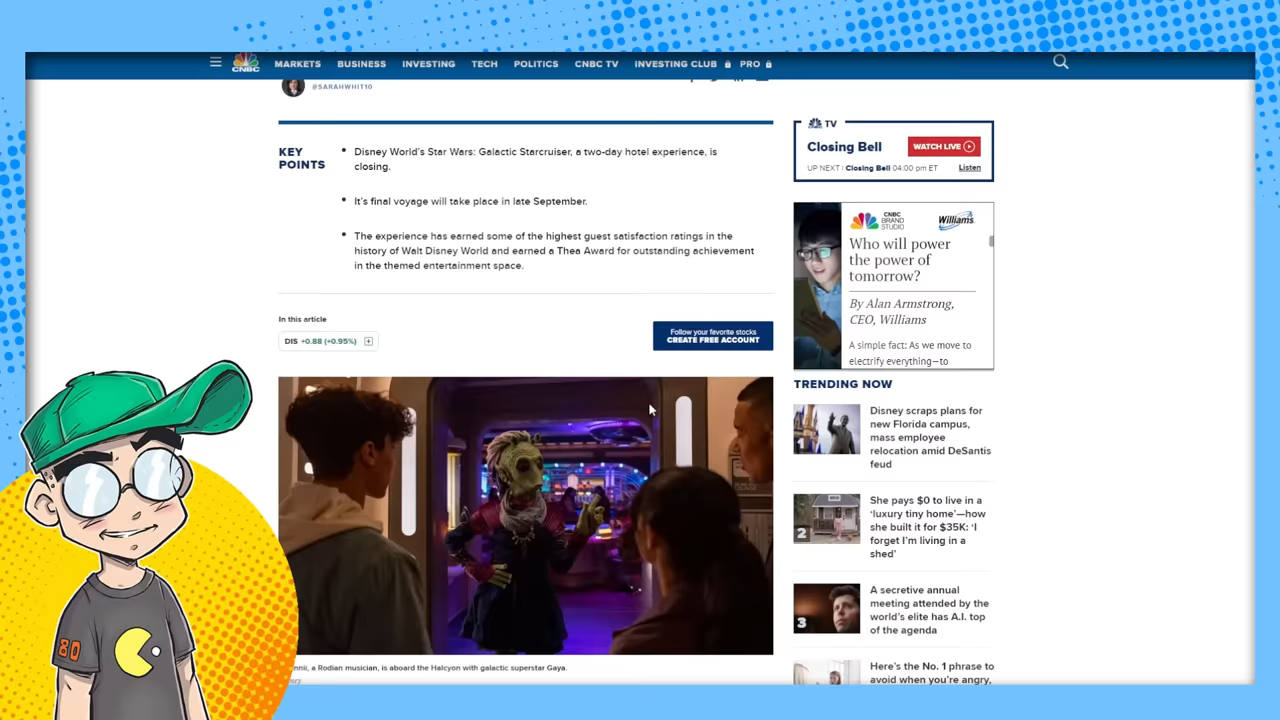 CNBC
MARKETS BUSINESS INVESTING TECH POLITICS CNBC TV INVESTING CLUB PRO
@SARAHWHIT10
KEY
POINTS
Disney World's Star Wars: Galactic Starcruiser, a two-day hotel experience, is
closing.
It's final voyage will take place in late September.
The experience has earned some of the highest guest satisfaction ratings in the
history of Walt Disney World and earned a Thea Award for outstanding achievement
in the themed entertainment space.
In this article
DIS +0.88 (+0.95%)
Follow your favorite stocks
CREATE FREE ACCOUNT
nnii, a Rodian musician, is aboard the Halcyon with galactic superstar Gaya.
TV
Closing Bell
WATCH LIVE
UP NEXT | Closing Bell 04:00 pm ET
Listen
CNBC
BRAND
STUDIO
Williams
Who will power
the power of
tomorrow?
By Alan Armstrong,
CEO, Williams
A simple fact: As we move to
electrify everything—to
TRENDING NOW
1
Disney scraps plans for
new Florida campus,
mass employee
relocation amid DeSantis
feud
2
She pays $0 to live in a
'luxury tiny home'—how
she built it for $35K: 'I
forget I'm living in a
shed'
3
A secretive annual
meeting attended by the
world's elite has A.I. top
of the agenda
Here's the No. 1 phrase to
avoid when you're angry,
80